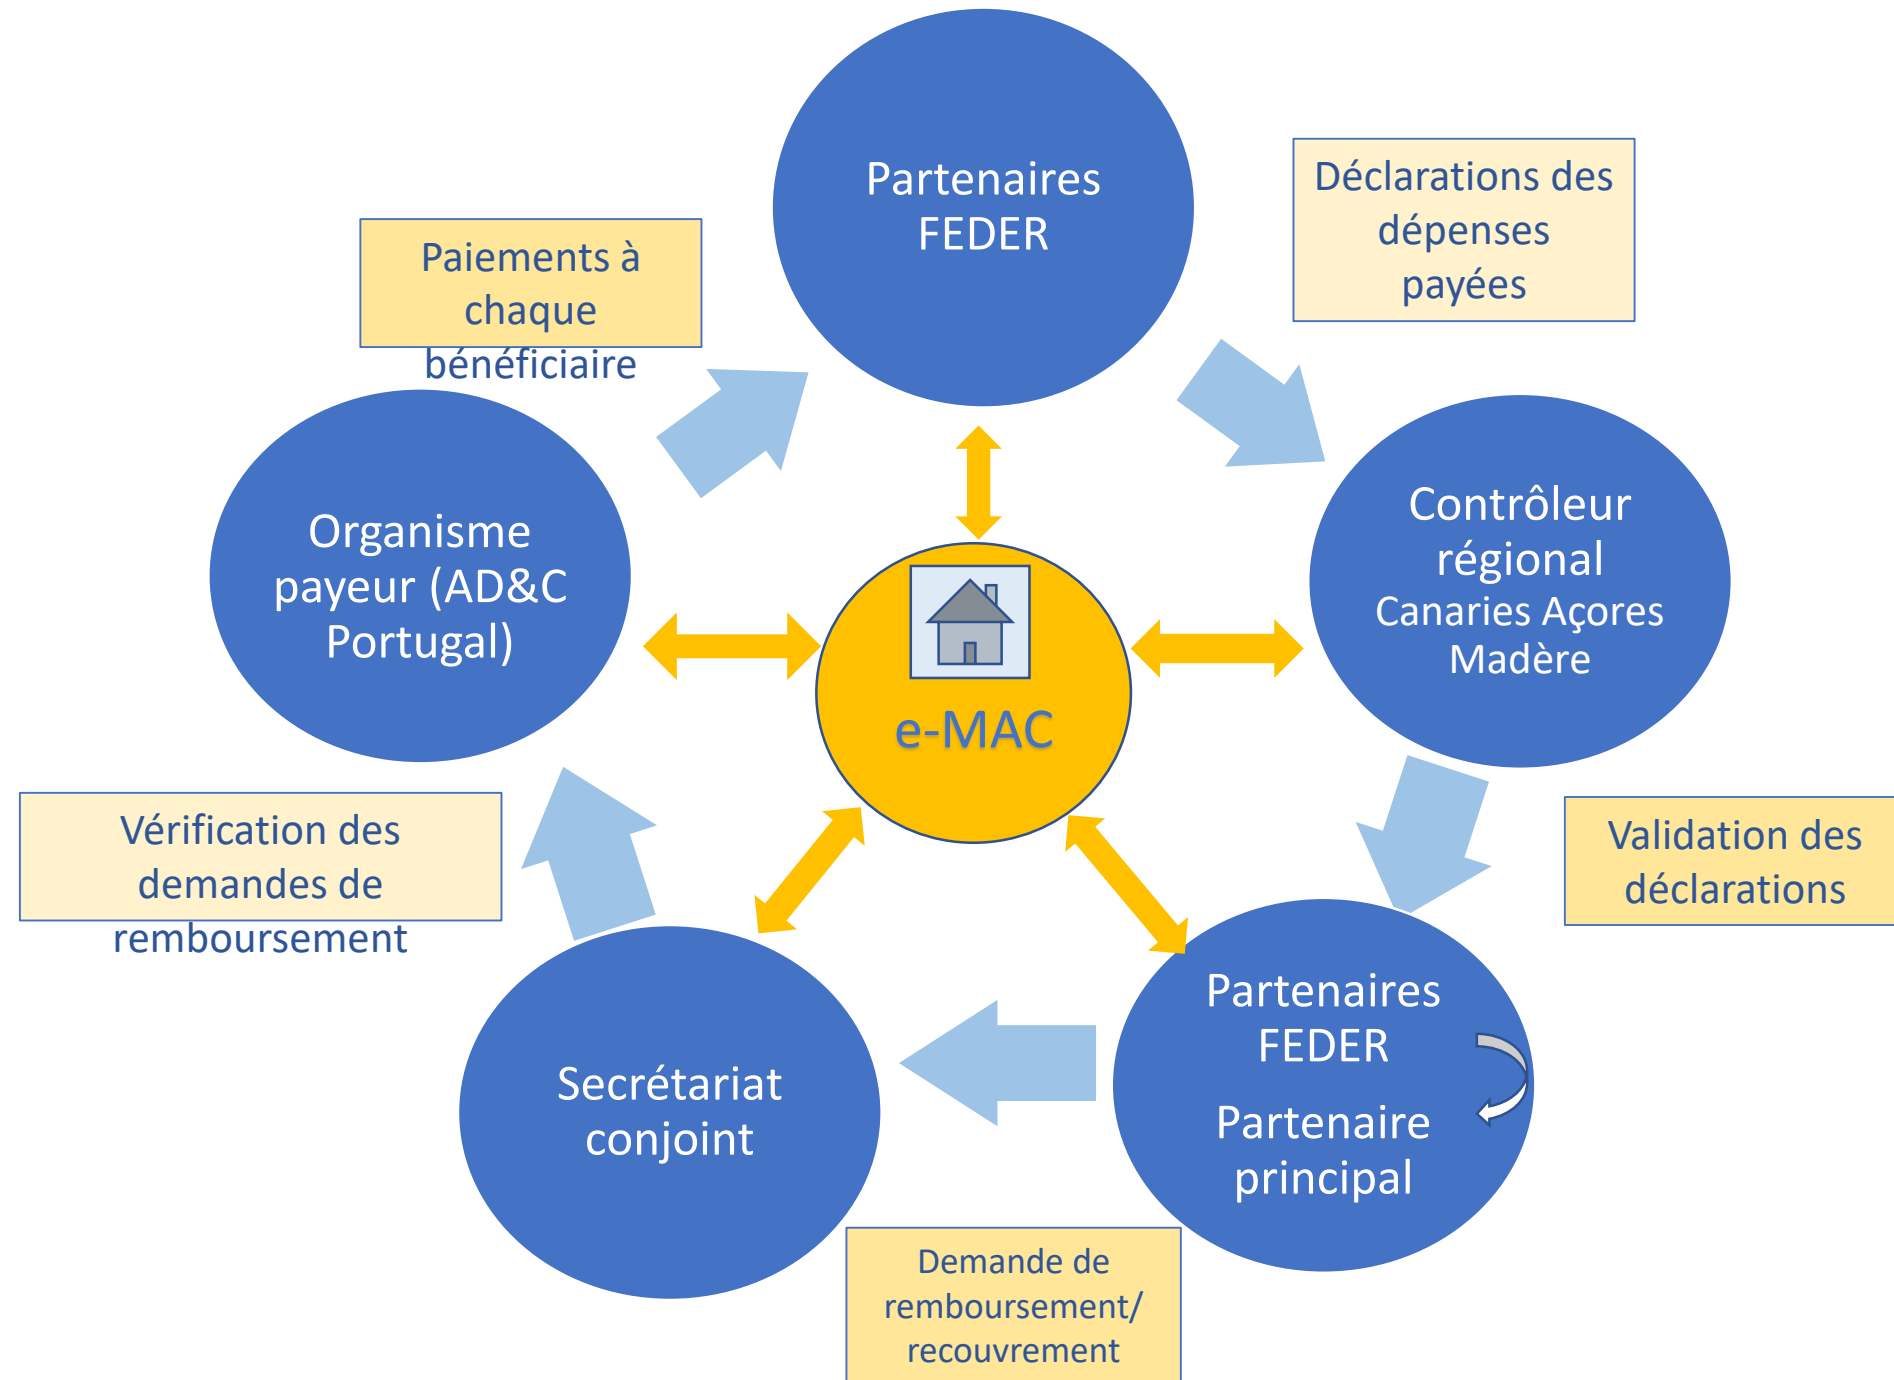 Partenaires
FEDER
Déclarations des
dépenses
payées
Paiements à
chaque
bénéficiaire
Contrôleur
régional
Canaries Açores
Madère
Organisme
payeur (AD&C
Portugal)
e-MAC
Validation des
déclarations
Vérification des
demandes de
remboursement
Partenaires
FEDER
Partenaire
principal
Secrétariat
conjoint
Demande de
remboursement/
recouvrement